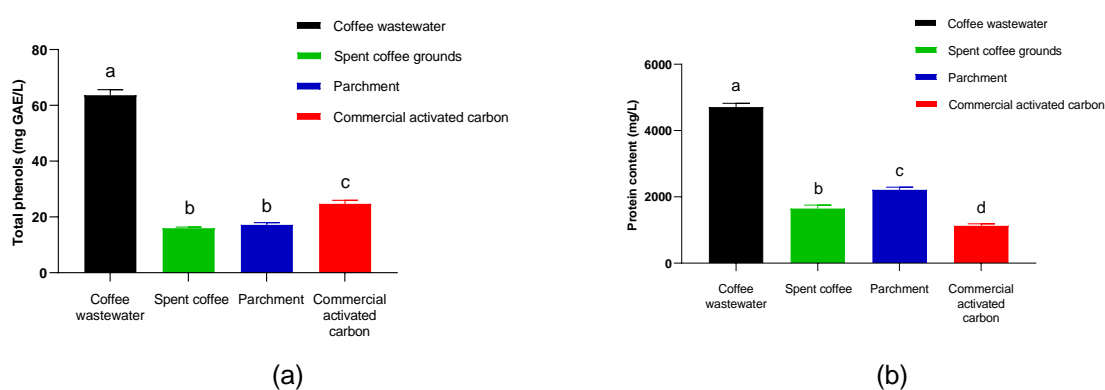 Coffee wastewater
Spent coffee grounds
Parchment
Commercial activated carbon
Total phenols (mg GAE/L)
80
60
40
20
0
a
b
b
c
Coffee
wastewater
Spent coffee
Parchment
Commercial
activated
carbon
(a)
Coffee wastewater
Spent coffee grounds
Parchment
Commercial activated carbon
Protein content (mg/L)
6000
4000
2000
0
a
b
c
d
Coffee
wastewater
Spent coffee
Parchment
Commercial
activated
carbon
(b)